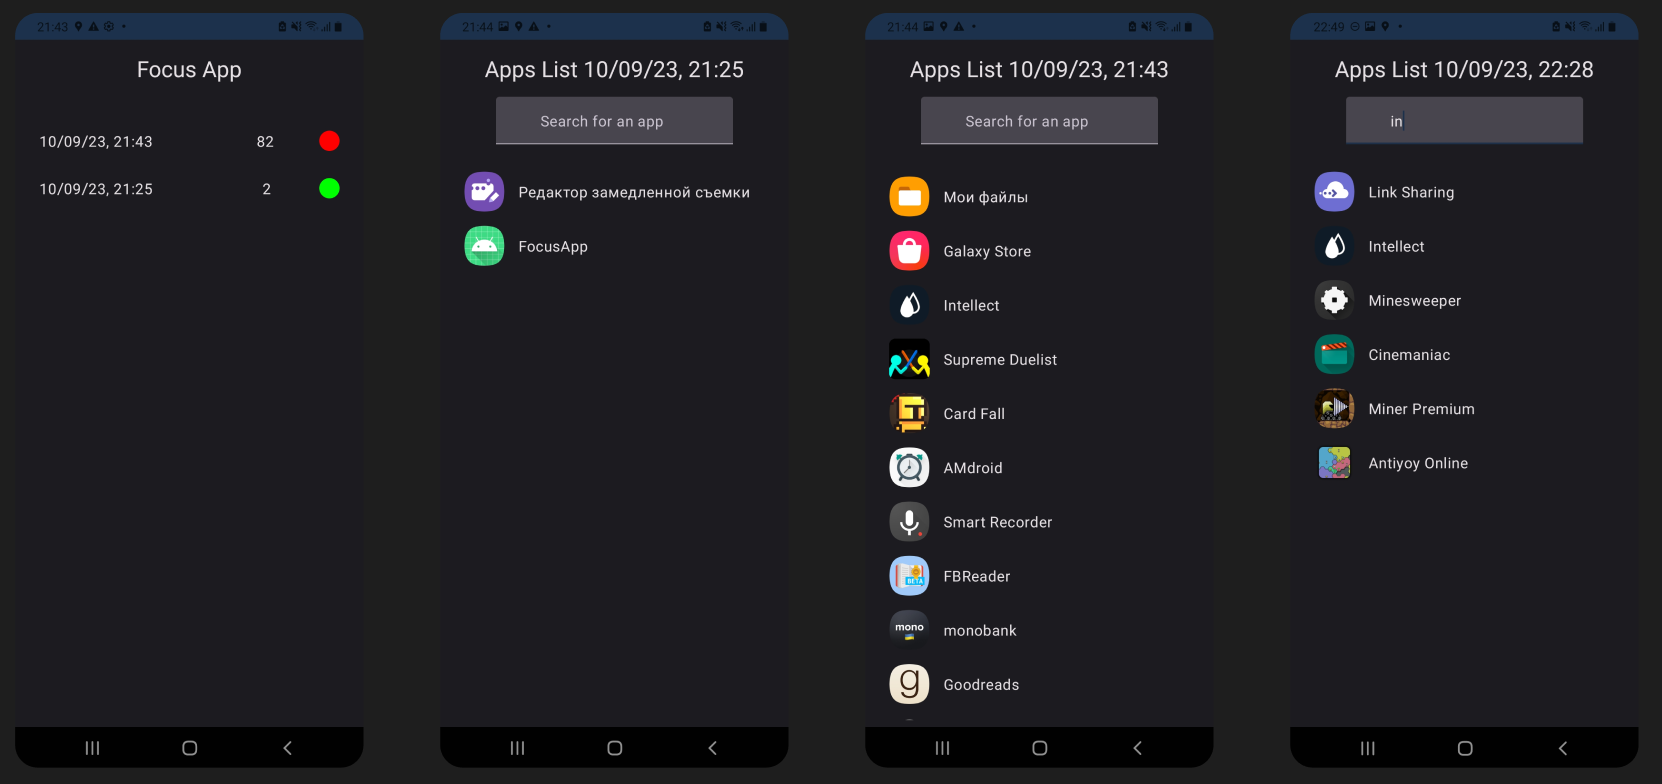 21:43
Focus App
10/09/23, 21:43 82
10/09/23, 21:25 2
21:44
Apps List 10/09/23, 21:25
Search for an app
Редактор замедленной съемки
FocusApp
21:44
Apps List 10/09/23, 21:43
Search for an app
Мои файлы
Galaxy Store
Intellect
Supreme Duelist
Card Fall
AMdroid
Smart Recorder
BETA
FBReader
mono
monobank
g
Goodreads
22:49
Apps List 10/09/23, 22:28
in
Link Sharing
Intellect
Minesweeper
Cinemaniac
Miner Premium
Antiyoy Online